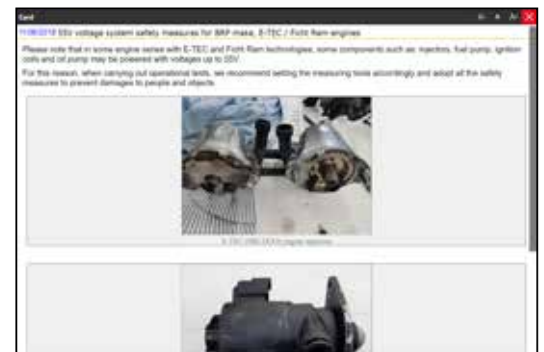 Card
11/06/2018 55V voltage system safety measures for BRP make, E-TEC / Ficht Ram engines
Please note that in some engine series with E-TEC and Ficht Ram technologies, some components such as: injectors, fuel pump, ignition
coils and oil pump may be powered with voltages up to 55V.
For this reason, when carrying out operational tests, we recommend setting the measuring tools accordingly and adopt all the safety
measures to prevent damages to people and objects.
E-TEC
engine injectors